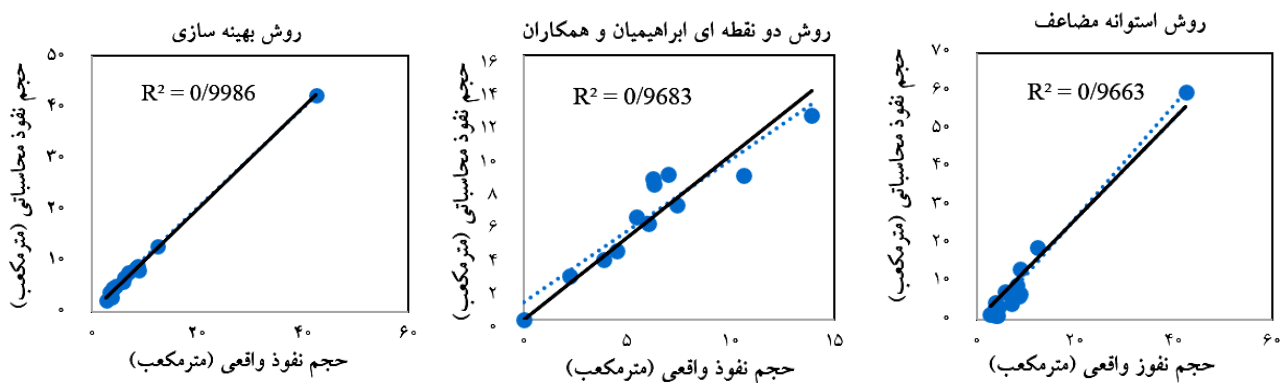 روش بهینه سازی
حجم نفوذ محاسباتی (مترمکعب)
۵۰
۴۰
۳۰
۲۰
۱۰
۰
R² = 0/9986
۰ ۲۰ ۴۰ ۶۰
حجم نفوذ واقعی (مترمکعب)
روش دو نقطه ای ابراهیمیان و همکاران
حجم نفوذ محاسباتی (مترمکعب)
۱۶
۱۴
۱۲
۱۰
۸
۶
۴
۲
۰
R² = 0/9683
۰ ۵ ۱۰ ۱۵
حجم نفوذ واقعی (مترمکعب)
روش استوانه مضاعف
حجم نفوذ محاسباتی (مترمکعب)
۷۰
۶۰
۵۰
۴۰
۳۰
۲۰
۱۰
۰
R² = 0/9663
۰ ۲۰ ۴۰ ۶۰
حجم نفوز واقعی (مترمکعب)